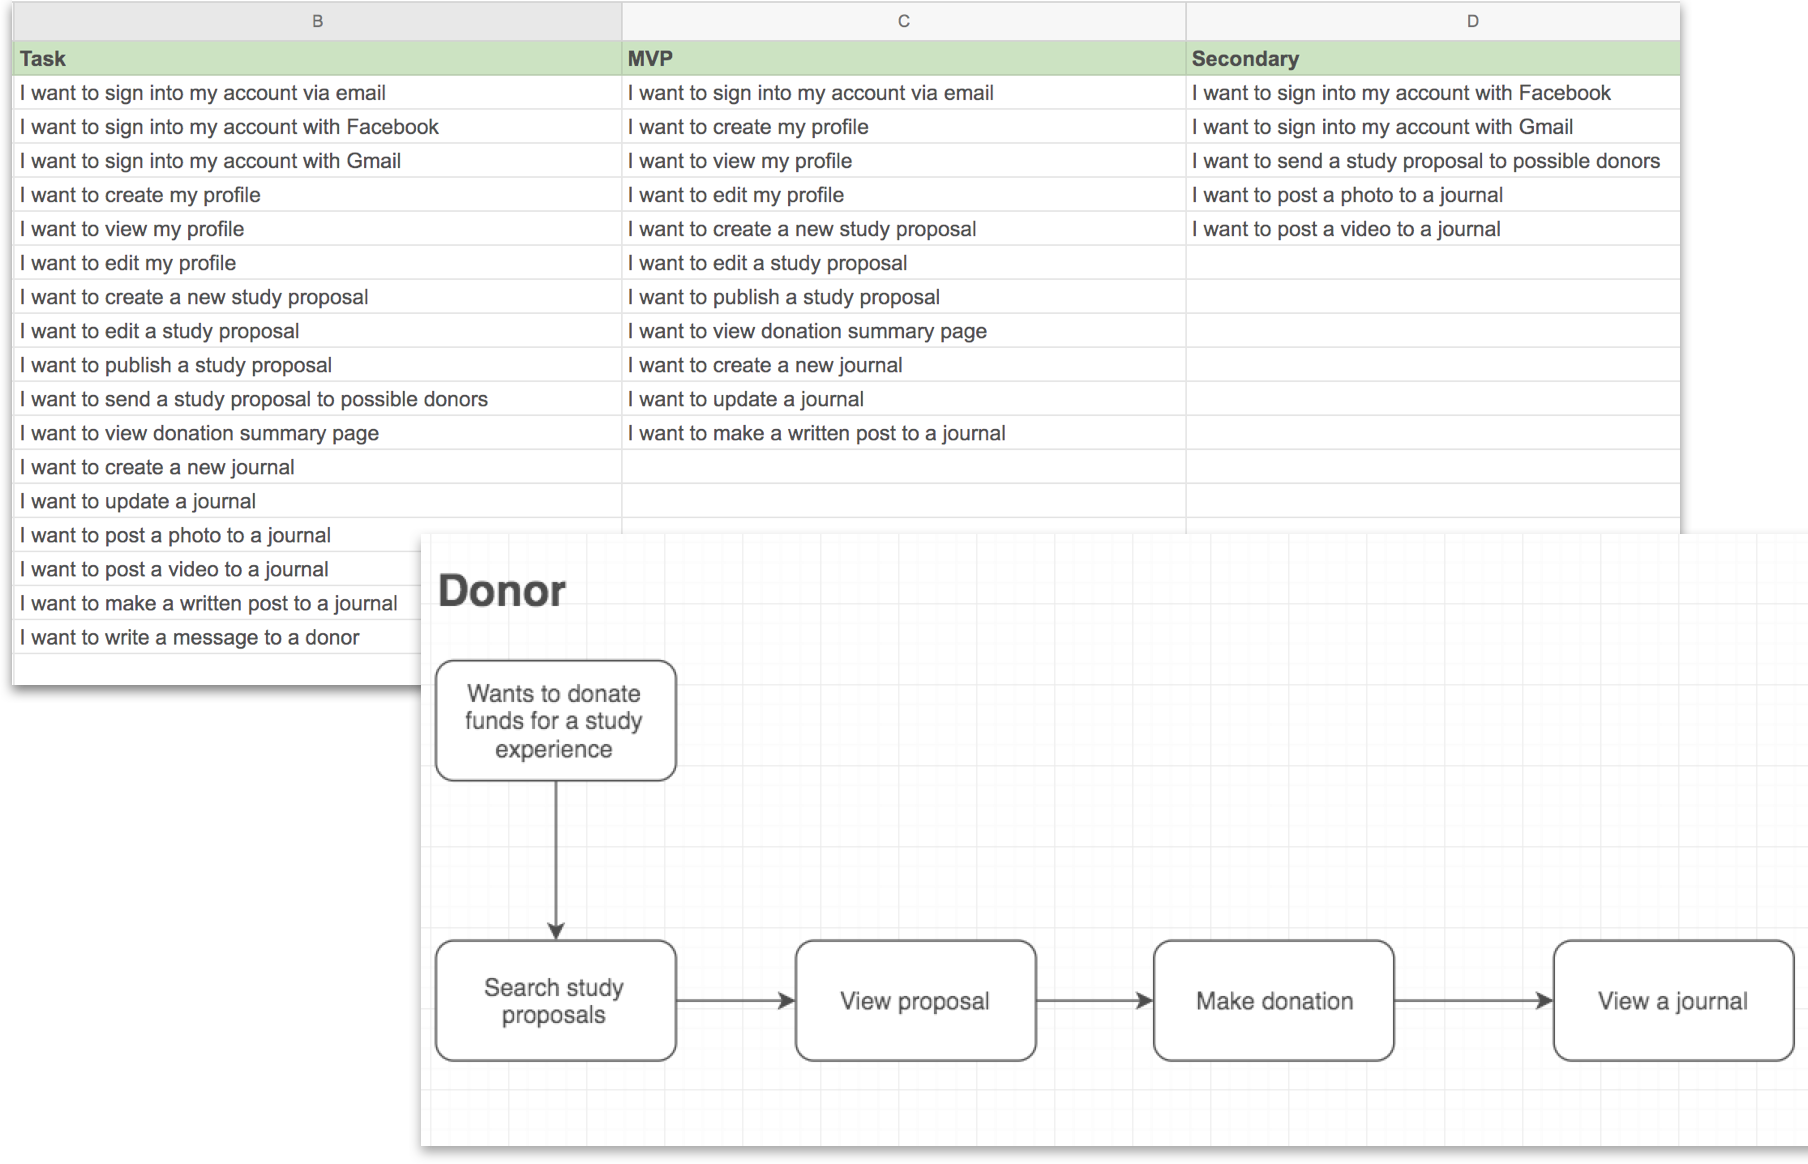 B C D
Task MVP Secondary
I want to sign into my account via email I want to sign into my account via email I want to sign into my account with Facebook
I want to sign into my account with Facebook I want to create my profile I want to sign into my account with Gmail
I want to sign into my account with Gmail I want to view my profile I want to send a study proposal to possible donors
I want to create my profile I want to edit my profile I want to post a photo to a journal
I want to view my profile I want to create a new study proposal I want to post a video to a journal
I want to edit my profile I want to edit a study proposal
I want to create a new study proposal I want to publish a study proposal
I want to edit a study proposal I want to view donation summary page
I want to publish a study proposal I want to create a new journal
I want to send a study proposal to possible donors I want to update a journal
I want to view donation summary page I want to make a written post to a journal
I want to create a new journal
I want to update a journal
I want to post a photo to a journal
I want to post a video to a journal
I want to make a written post to a journal
I want to write a message to a donor
Donor
Wants to donate
funds for a study
experience
Search study
proposals
View proposal
Make donation
View a journal